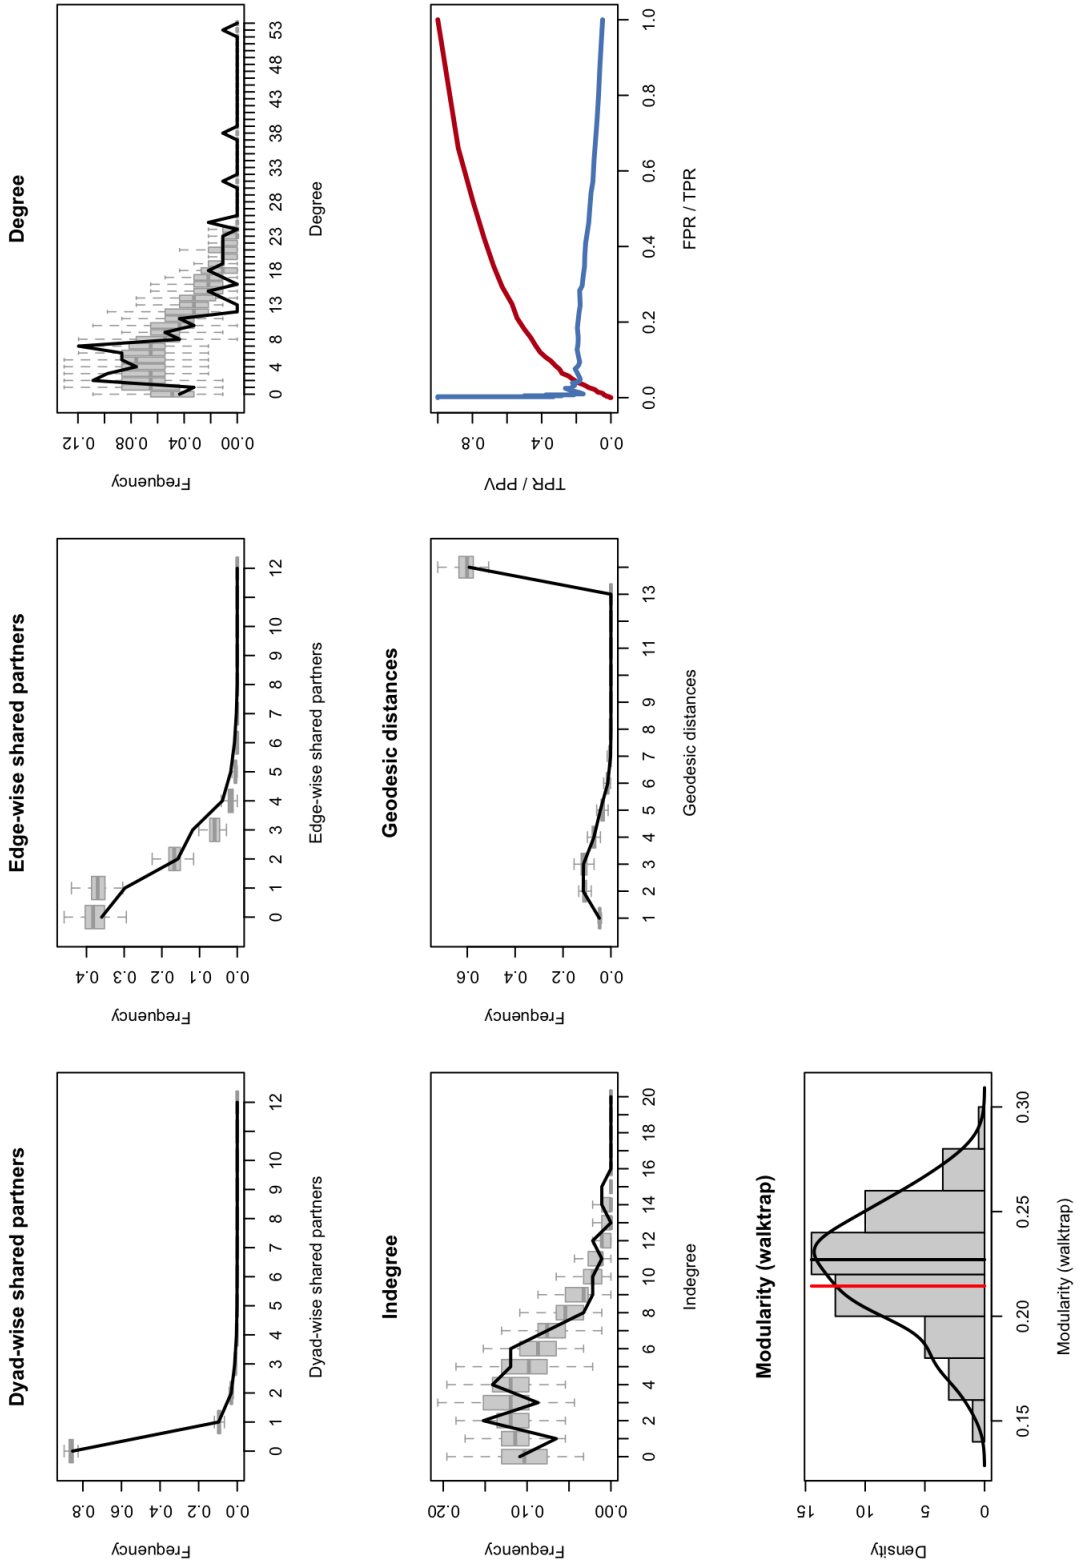 Dyad-wise shared partners
Frequency
0.0 0.2 0.4 0.6 0.8
0 1 2 3 4 5 6 7 8 9 10 12
Dyad-wise shared partners
Edge-wise shared partners
Frequency
0.0 0.1 0.2 0.3 0.4
0 1 2 3 4 5 6 7 8 9 10 12
Edge-wise shared partners
Degree
Frequency
0.00 0.04 0.08 0.12
0 4 8 13 18 23 28 33 38 43 48 53
Degree
Indegree
Frequency
0.00 0.10 0.20
0 2 4 6 8 10 12 14 16 18 20
Indegree
Geodesic distances
Frequency
0.0 0.2 0.4 0.6
1 2 3 4 5 6 7 8 9 11 13
Geodesic distances
TPR / PPV
0.0 0.4 0.8
0.0 0.2 0.4 0.6 0.8 1.0
FPR / TPR
Modularity (walktrap)
Density
0 5 10 15
0.15 0.20 0.25 0.30
Modularity (walktrap)